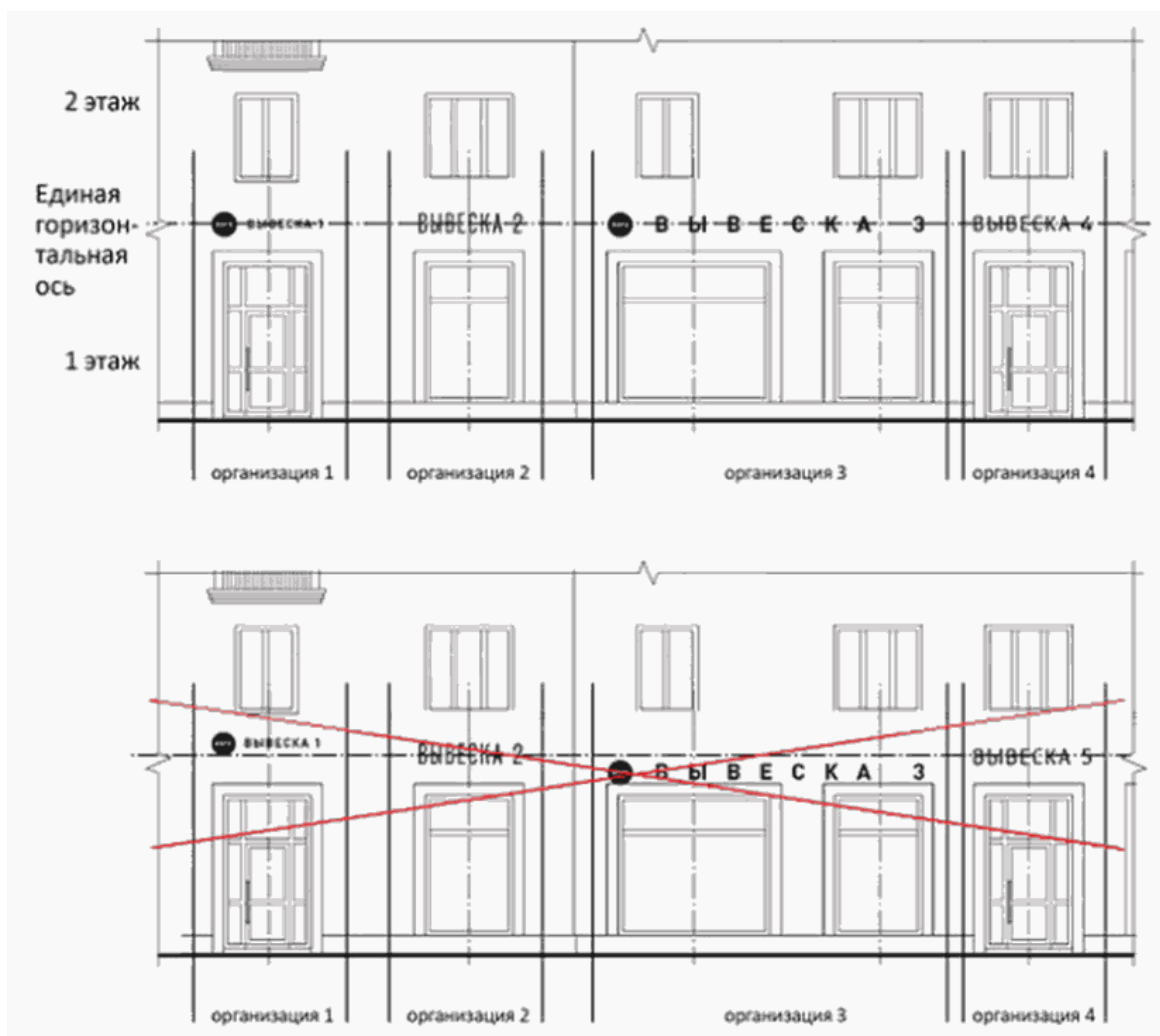 2 этаж
Единая
горизон-
тальная
ось
ВЫВЕСКА 1
ВЫВЕСКА 2
ВЫВЕСКА 3
ВЫВЕСКА 4
1 этаж
организация 1
организация 2
организация 3
организация 4
ВЫВЕСКА 1
ВЫВЕСКА 2
ВЫВЕСКА 3
ВЫВЕСКА 5
организация 1
организация 2
организация 3
организация 4